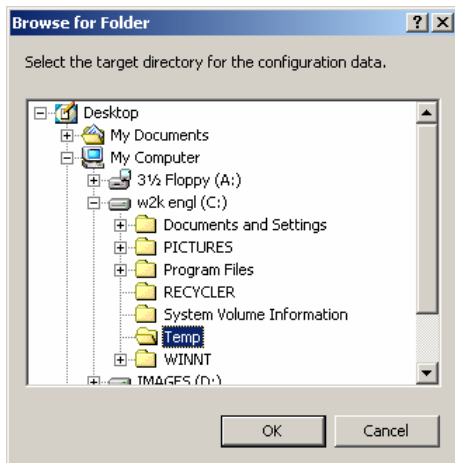 Browse for Folder
Select the target directory for the configuration data.
Desktop
My Documents
My Computer
3½ Floppy (A:)
w2k engl (C:)
Documents and Settings
PICTURES
Program Files
RECYCLER
System Volume Information
Temp
WINNT
IMAGES (D:)
OK Cancel